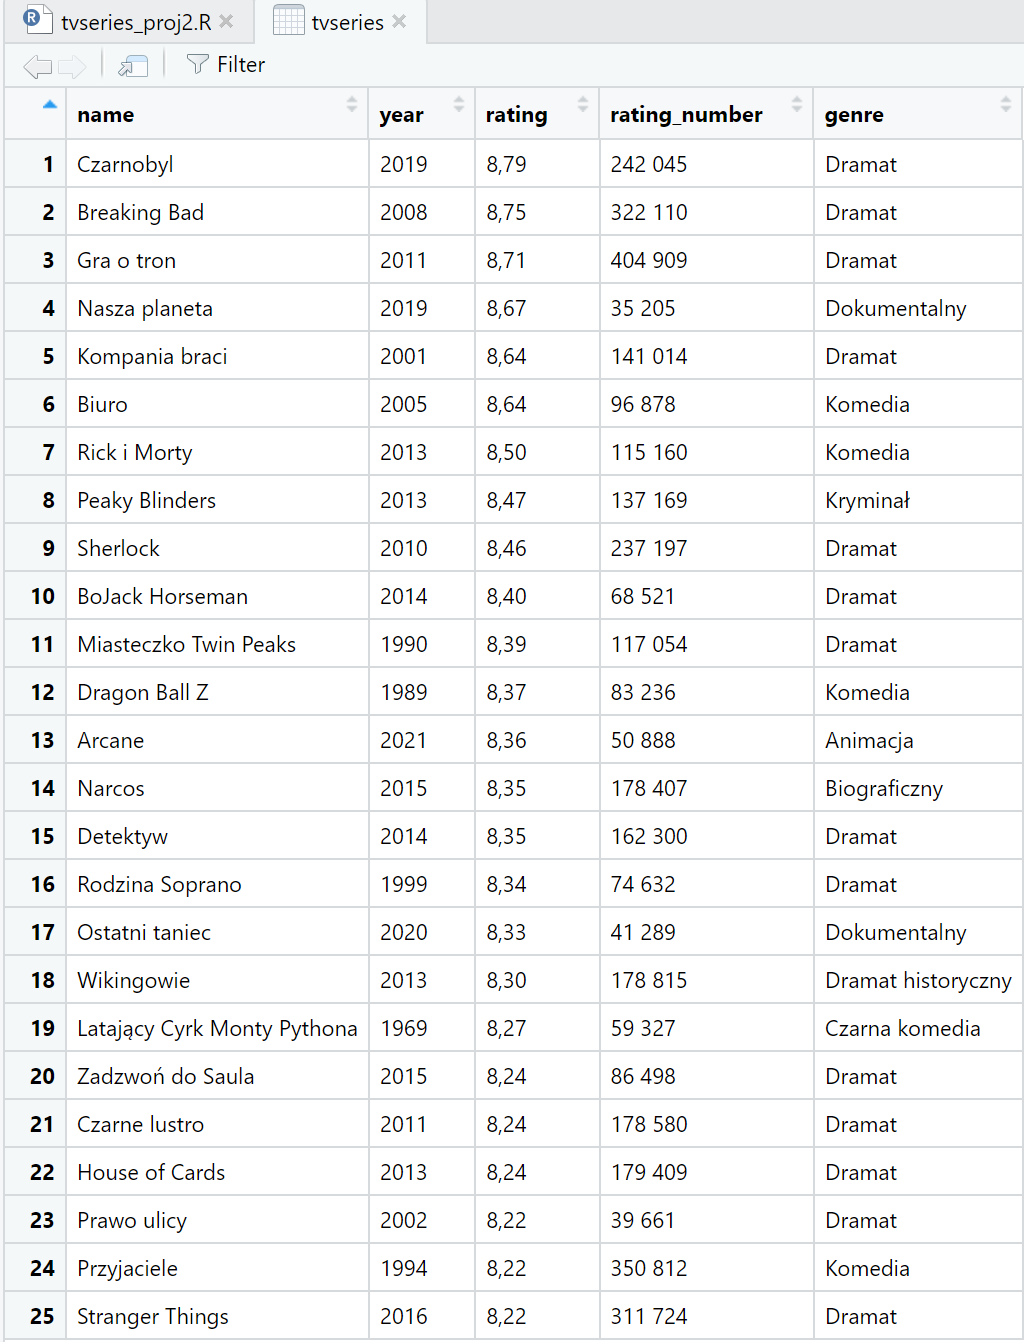 tvseries_proj2.R
tvseries
Filter
name year rating rating_number genre
1 Czarnobyl 2019 8,79 242 045 Dramat
2 Breaking Bad 2008 8,75 322 110 Dramat
3 Gra o tron 2011 8,71 404 909 Dramat
4 Nasza planeta 2019 8,67 35 205 Dokumentalny
5 Kompania braci 2001 8,64 141 014 Dramat
6 Biuro 2005 8,64 96 878 Komedia
7 Rick i Morty 2013 8,50 115 160 Komedia
8 Peaky Blinders 2013 8,47 137 169 Kryminał
9 Sherlock 2010 8,46 237 197 Dramat
10 BoJack Horseman 2014 8,40 68 521 Dramat
11 Miasteczko Twin Peaks 1990 8,39 117 054 Dramat
12 Dragon Ball Z 1989 8,37 83 236 Komedia
13 Arcane 2021 8,36 50 888 Animacja
14 Narcos 2015 8,35 178 407 Biograficzny
15 Detektyw 2014 8,35 162 300 Dramat
16 Rodzina Soprano 1999 8,34 74 632 Dramat
17 Ostatni taniec 2020 8,33 41 289 Dokumentalny
18 Wikingowie 2013 8,30 178 815 Dramat historyczny
19 Latający Cyrk Monty Pythona 1969 8,27 59 327 Czarna komedia
20 Zadzwoń do Saula 2015 8,24 86 498 Dramat
21 Czarne lustro 2011 8,24 178 580 Dramat
22 House of Cards 2013 8,24 179 409 Dramat
23 Prawo ulicy 2002 8,22 39 661 Dramat
24 Przyjaciele 1994 8,22 350 812 Komedia
25 Stranger Things 2016 8,22 311 724 Dramat